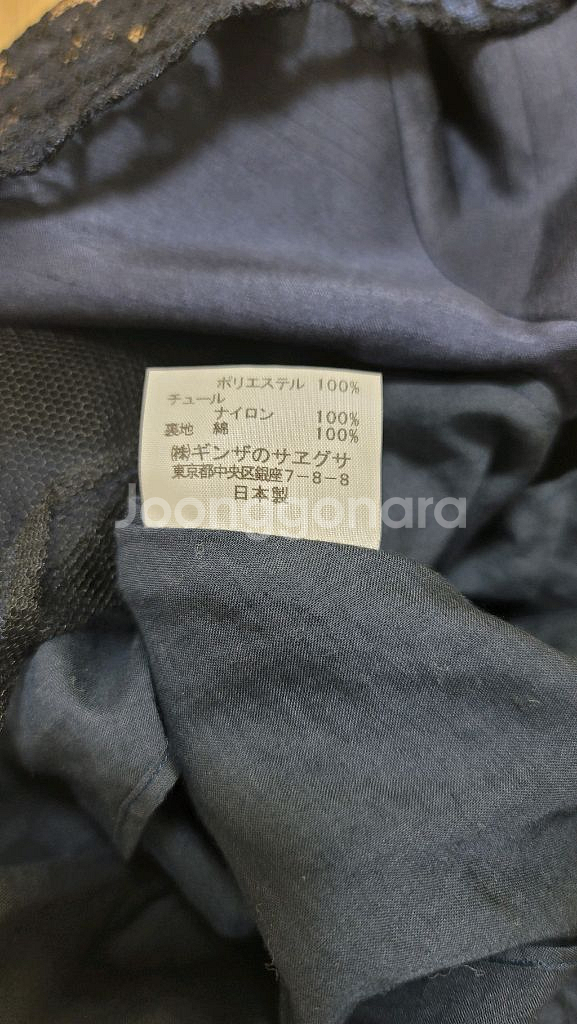 ポリエステル 100%
チュール
ナイロン 100%
裏地 綿 100%
㈱ギンザのサヱグサ
東京都中央区銀座7-8-8
日本製
Joonggonara